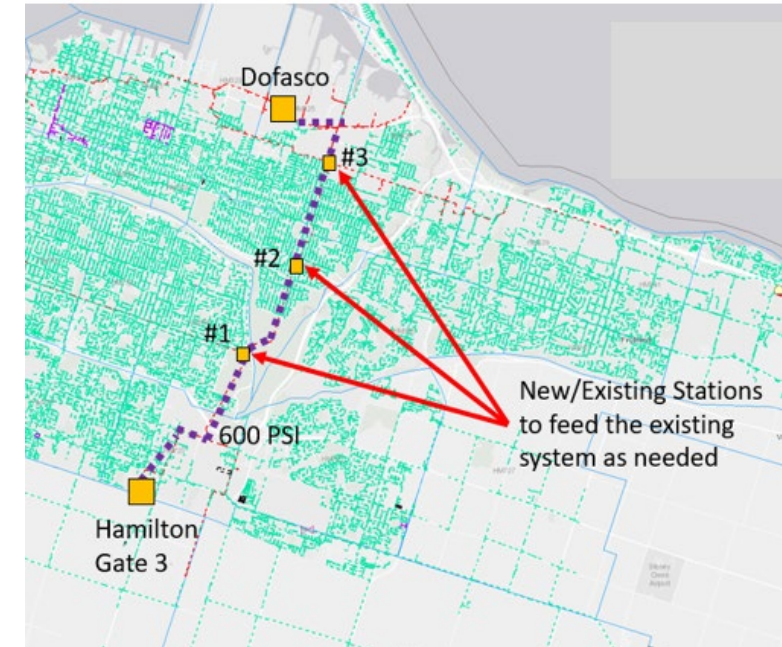 Dofasco
#3
#2
#1
New/Existing Stations
to feed the existing
system as needed
600 PSI
Hamilton
Gate 3